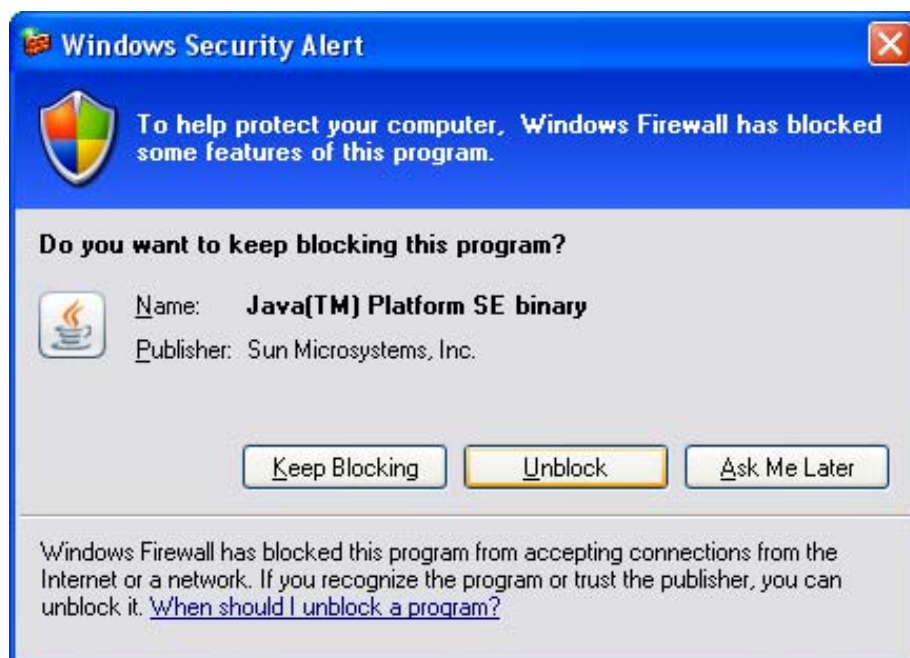 Windows Security Alert
To help protect your computer, Windows Firewall has blocked
some features of this program.
Do you want to keep blocking this program?
Name: Java(TM) Platform SE binary
Publisher: Sun Microsystems, Inc.
Keep Blocking Unblock Ask Me Later
Windows Firewall has blocked this program from accepting connections from the
Internet or a network. If you recognize the program or trust the publisher, you can
unblock it. When should I unblock a program?